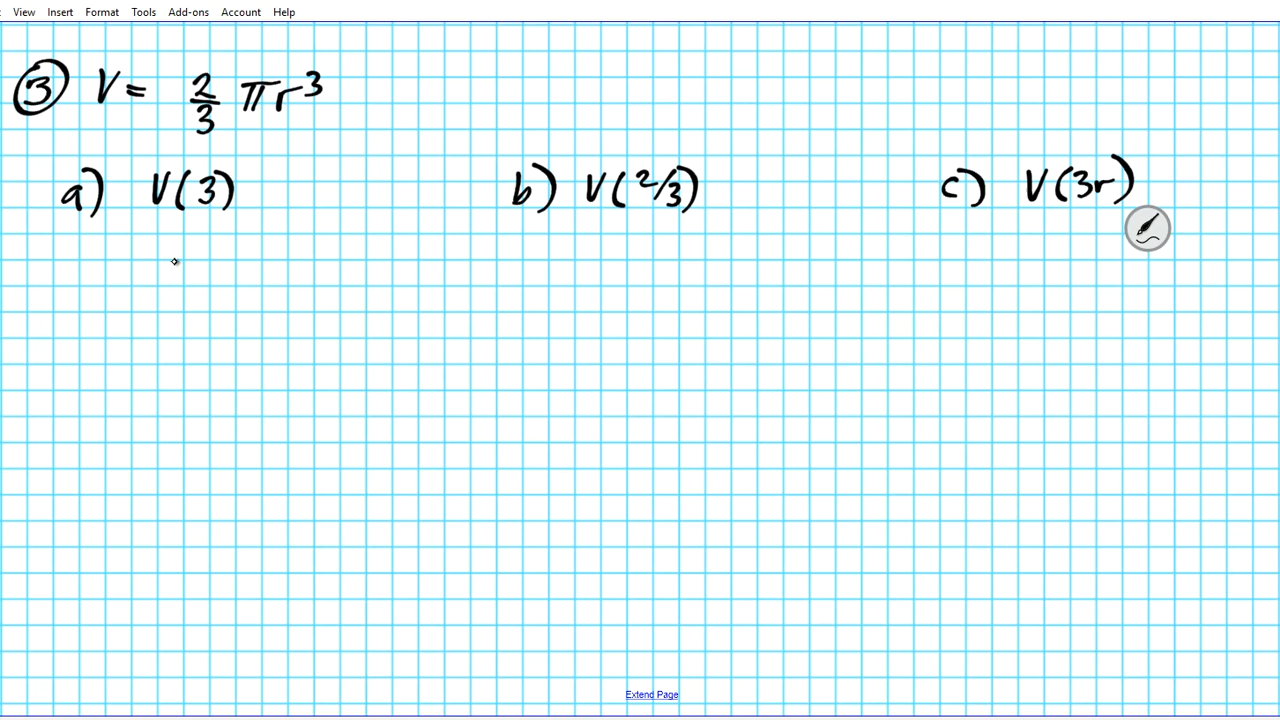 View Insert Format Tools Add-ons Account Help
③ V = 2/3 πr³
a) V(3) b) V(2/3) c) V(3r)
Extend Page